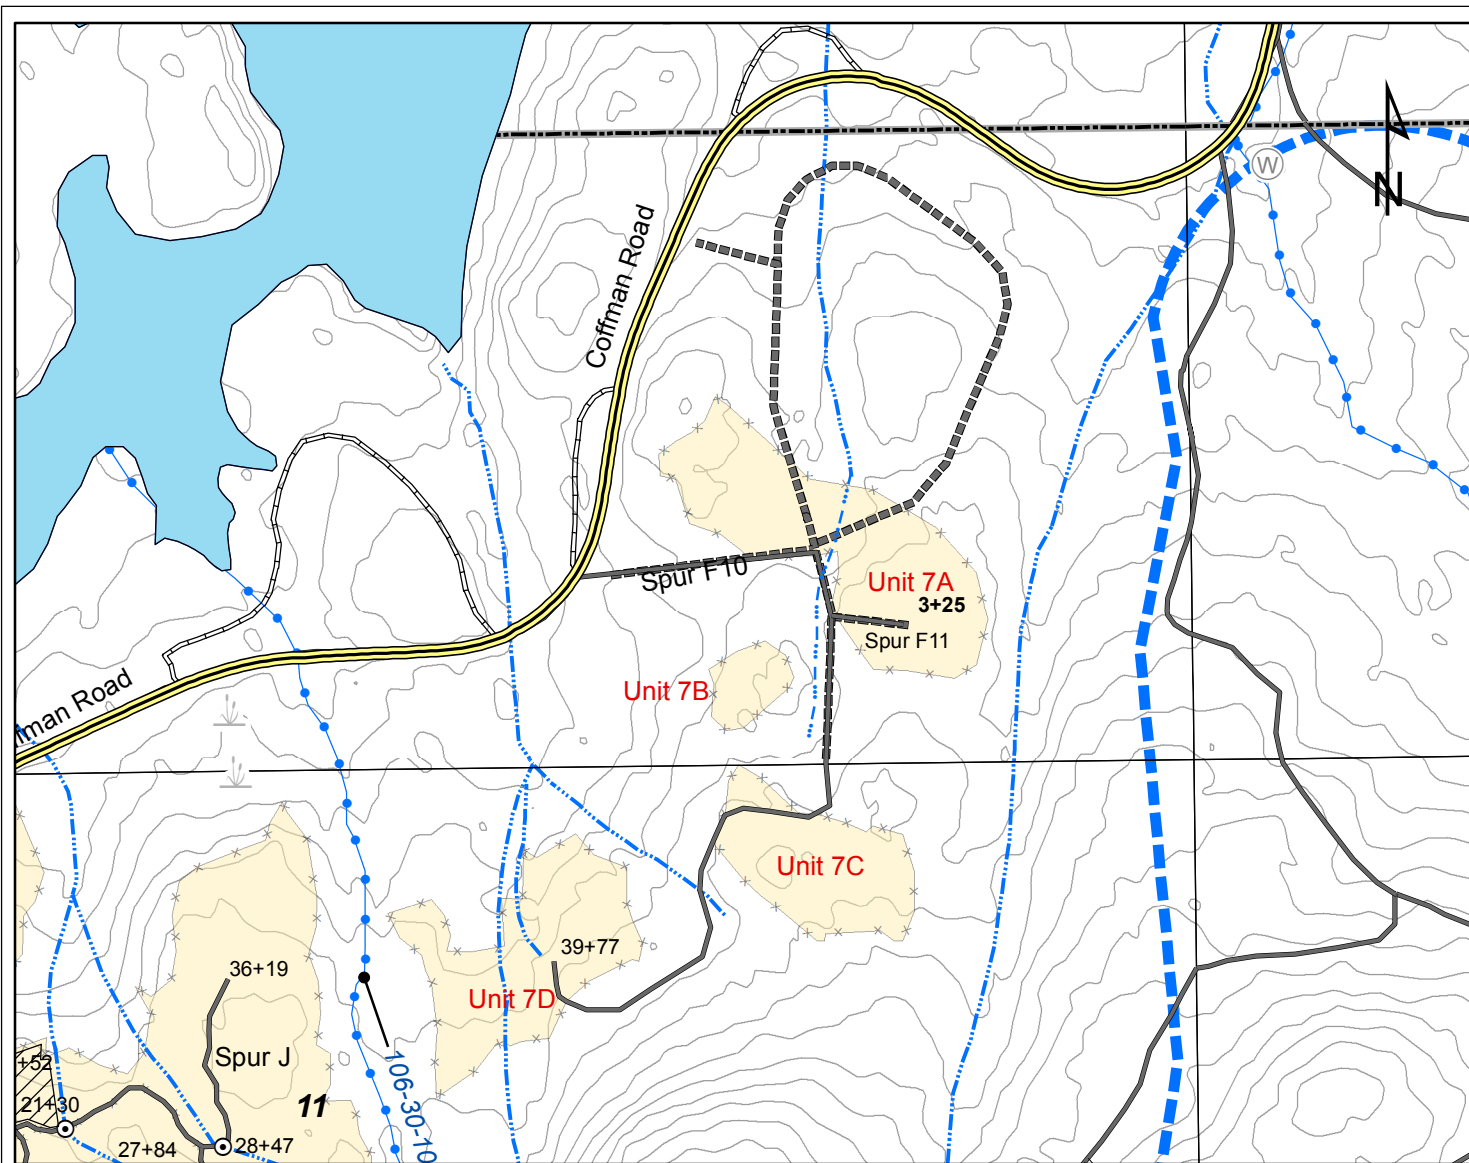 W
N
Coffman Road
Spur F10
Unit 7A
3+25
Spur F11
Unit 7B
ffman Road
Unit 7C
39+77
36+19
Unit 7D
Spur J
+52
106-30-10
11
21+30
27+84
28+47